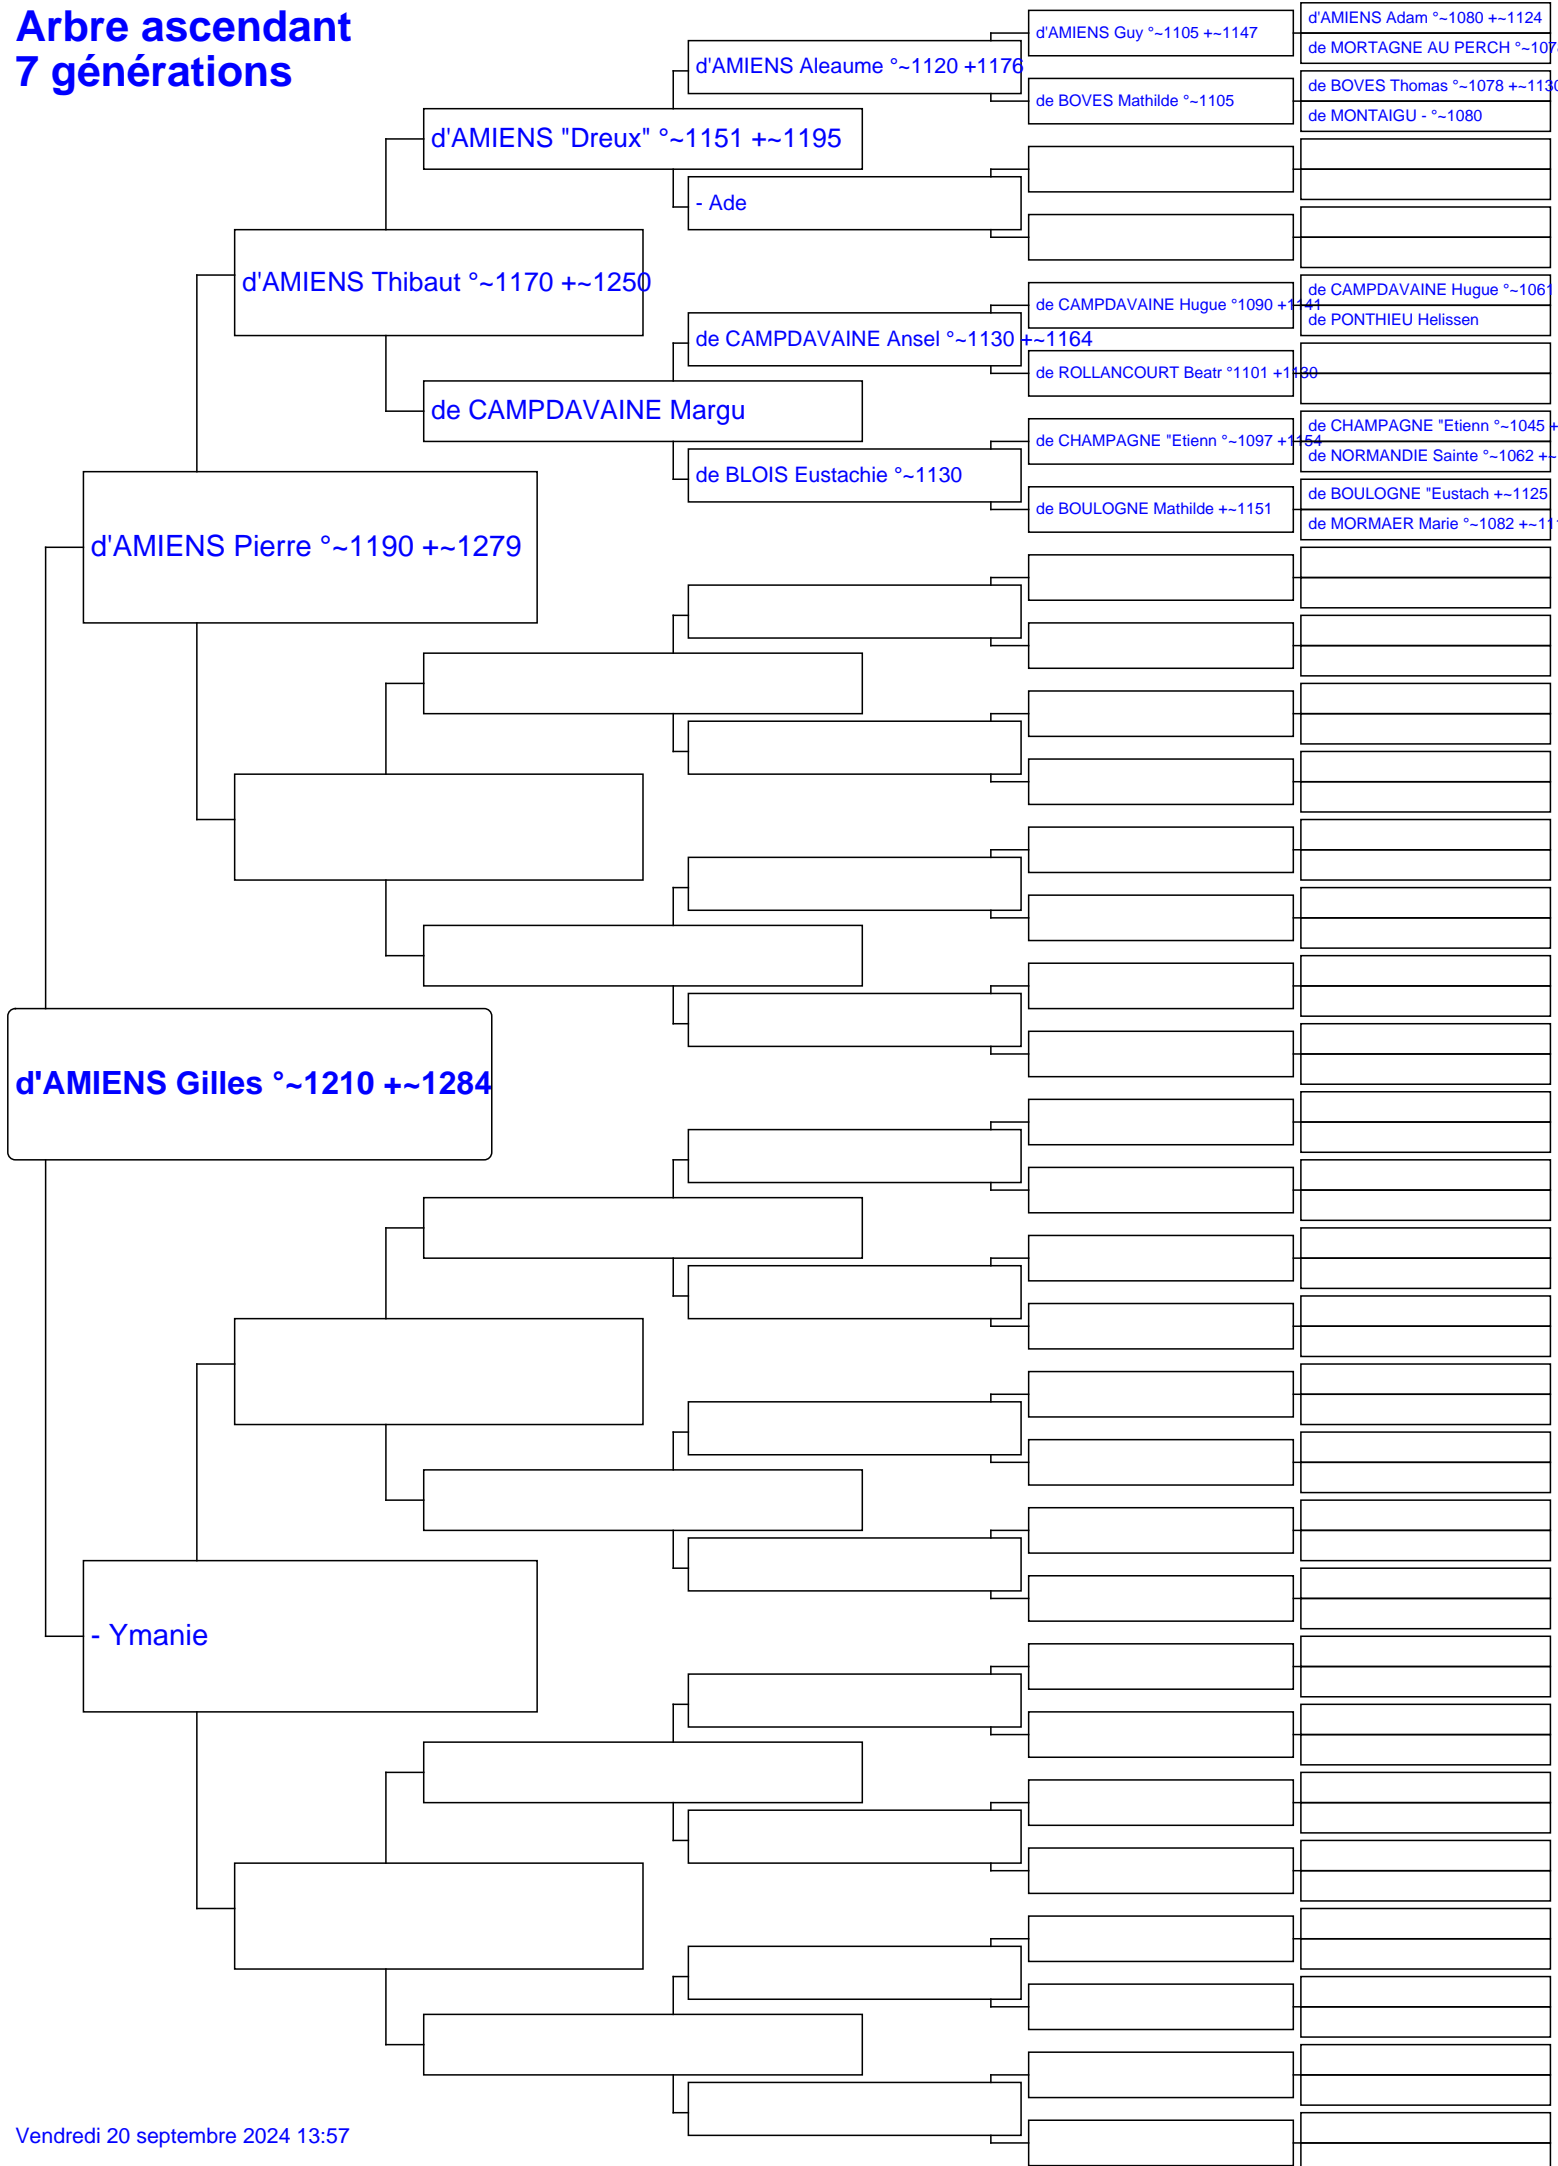 Arbre ascendant
7 générations
d'AMIENS Adam °~1080 +~1124
d'AMIENS Guy °~1105 +~1147
de MORTAGNE AU PERCH °~107
d'AMIENS Aleaume °~1120 +1176
de BOVES Thomas °~1078 +~1130
de BOVES Mathilde °~1105
de MONTAIGU - °~1080
d'AMIENS "Dreux" °~1151 +~1195
- Ade
d'AMIENS Thibaut °~1170 +~1250
de CAMPDAVAINE Hugue °~1061
de CAMPDAVAINE Hugue °1090 +1141
de PONTHIEU Helissen
de CAMPDAVAINE Ansel °~1130 +~1164
de ROLLANCOURT Beatr °1101 +1130
de CAMPDAVAINE Margu
de CHAMPAGNE "Etienn °~1045 +
de CHAMPAGNE "Etienn °~1097 +1154
de NORMANDIE Sainte °~1062 +~
de BLOIS Eustachie °~1130
de BOULOGNE "Eustach +~1125
de BOULOGNE Mathilde +~1151
de MORMAER Marie °~1082 +~11
d'AMIENS Pierre °~1190 +~1279
d'AMIENS Gilles °~1210 +~1284
- Ymanie
Vendredi 20 septembre 2024 13:57